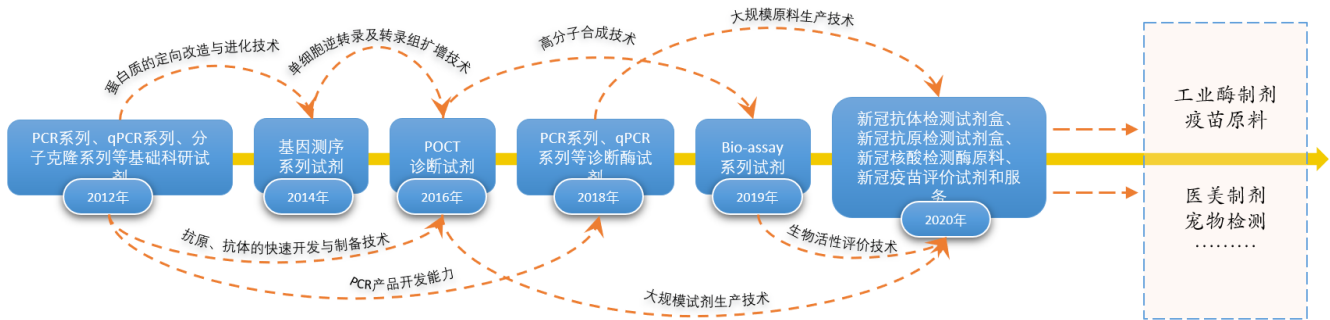 蛋白质的定向改造与进化技术
单细胞逆转录及转录组扩增技术
高分子合成技术
大规模原料生产技术
PCR系列、qPCR系列、分
子克隆系列等基础科研试
剂
2012年
基因测序
系列试剂
2014年
POCT
诊断试剂
2016年
PCR系列、qPCR
系列等诊断酶试
剂
2018年
Bio-assay
系列试剂
2019年
新冠抗体检测试剂盒、
新冠抗原检测试剂盒、
新冠核酸检测酶原料、
新冠疫苗评价试剂和服
务
2020年
工业酶制剂
疫苗原料
医美制剂
宠物检测
………
抗原、抗体的快速开发与制备技术
PCR产品开发能力
生物活性评价技术
大规模试剂生产技术